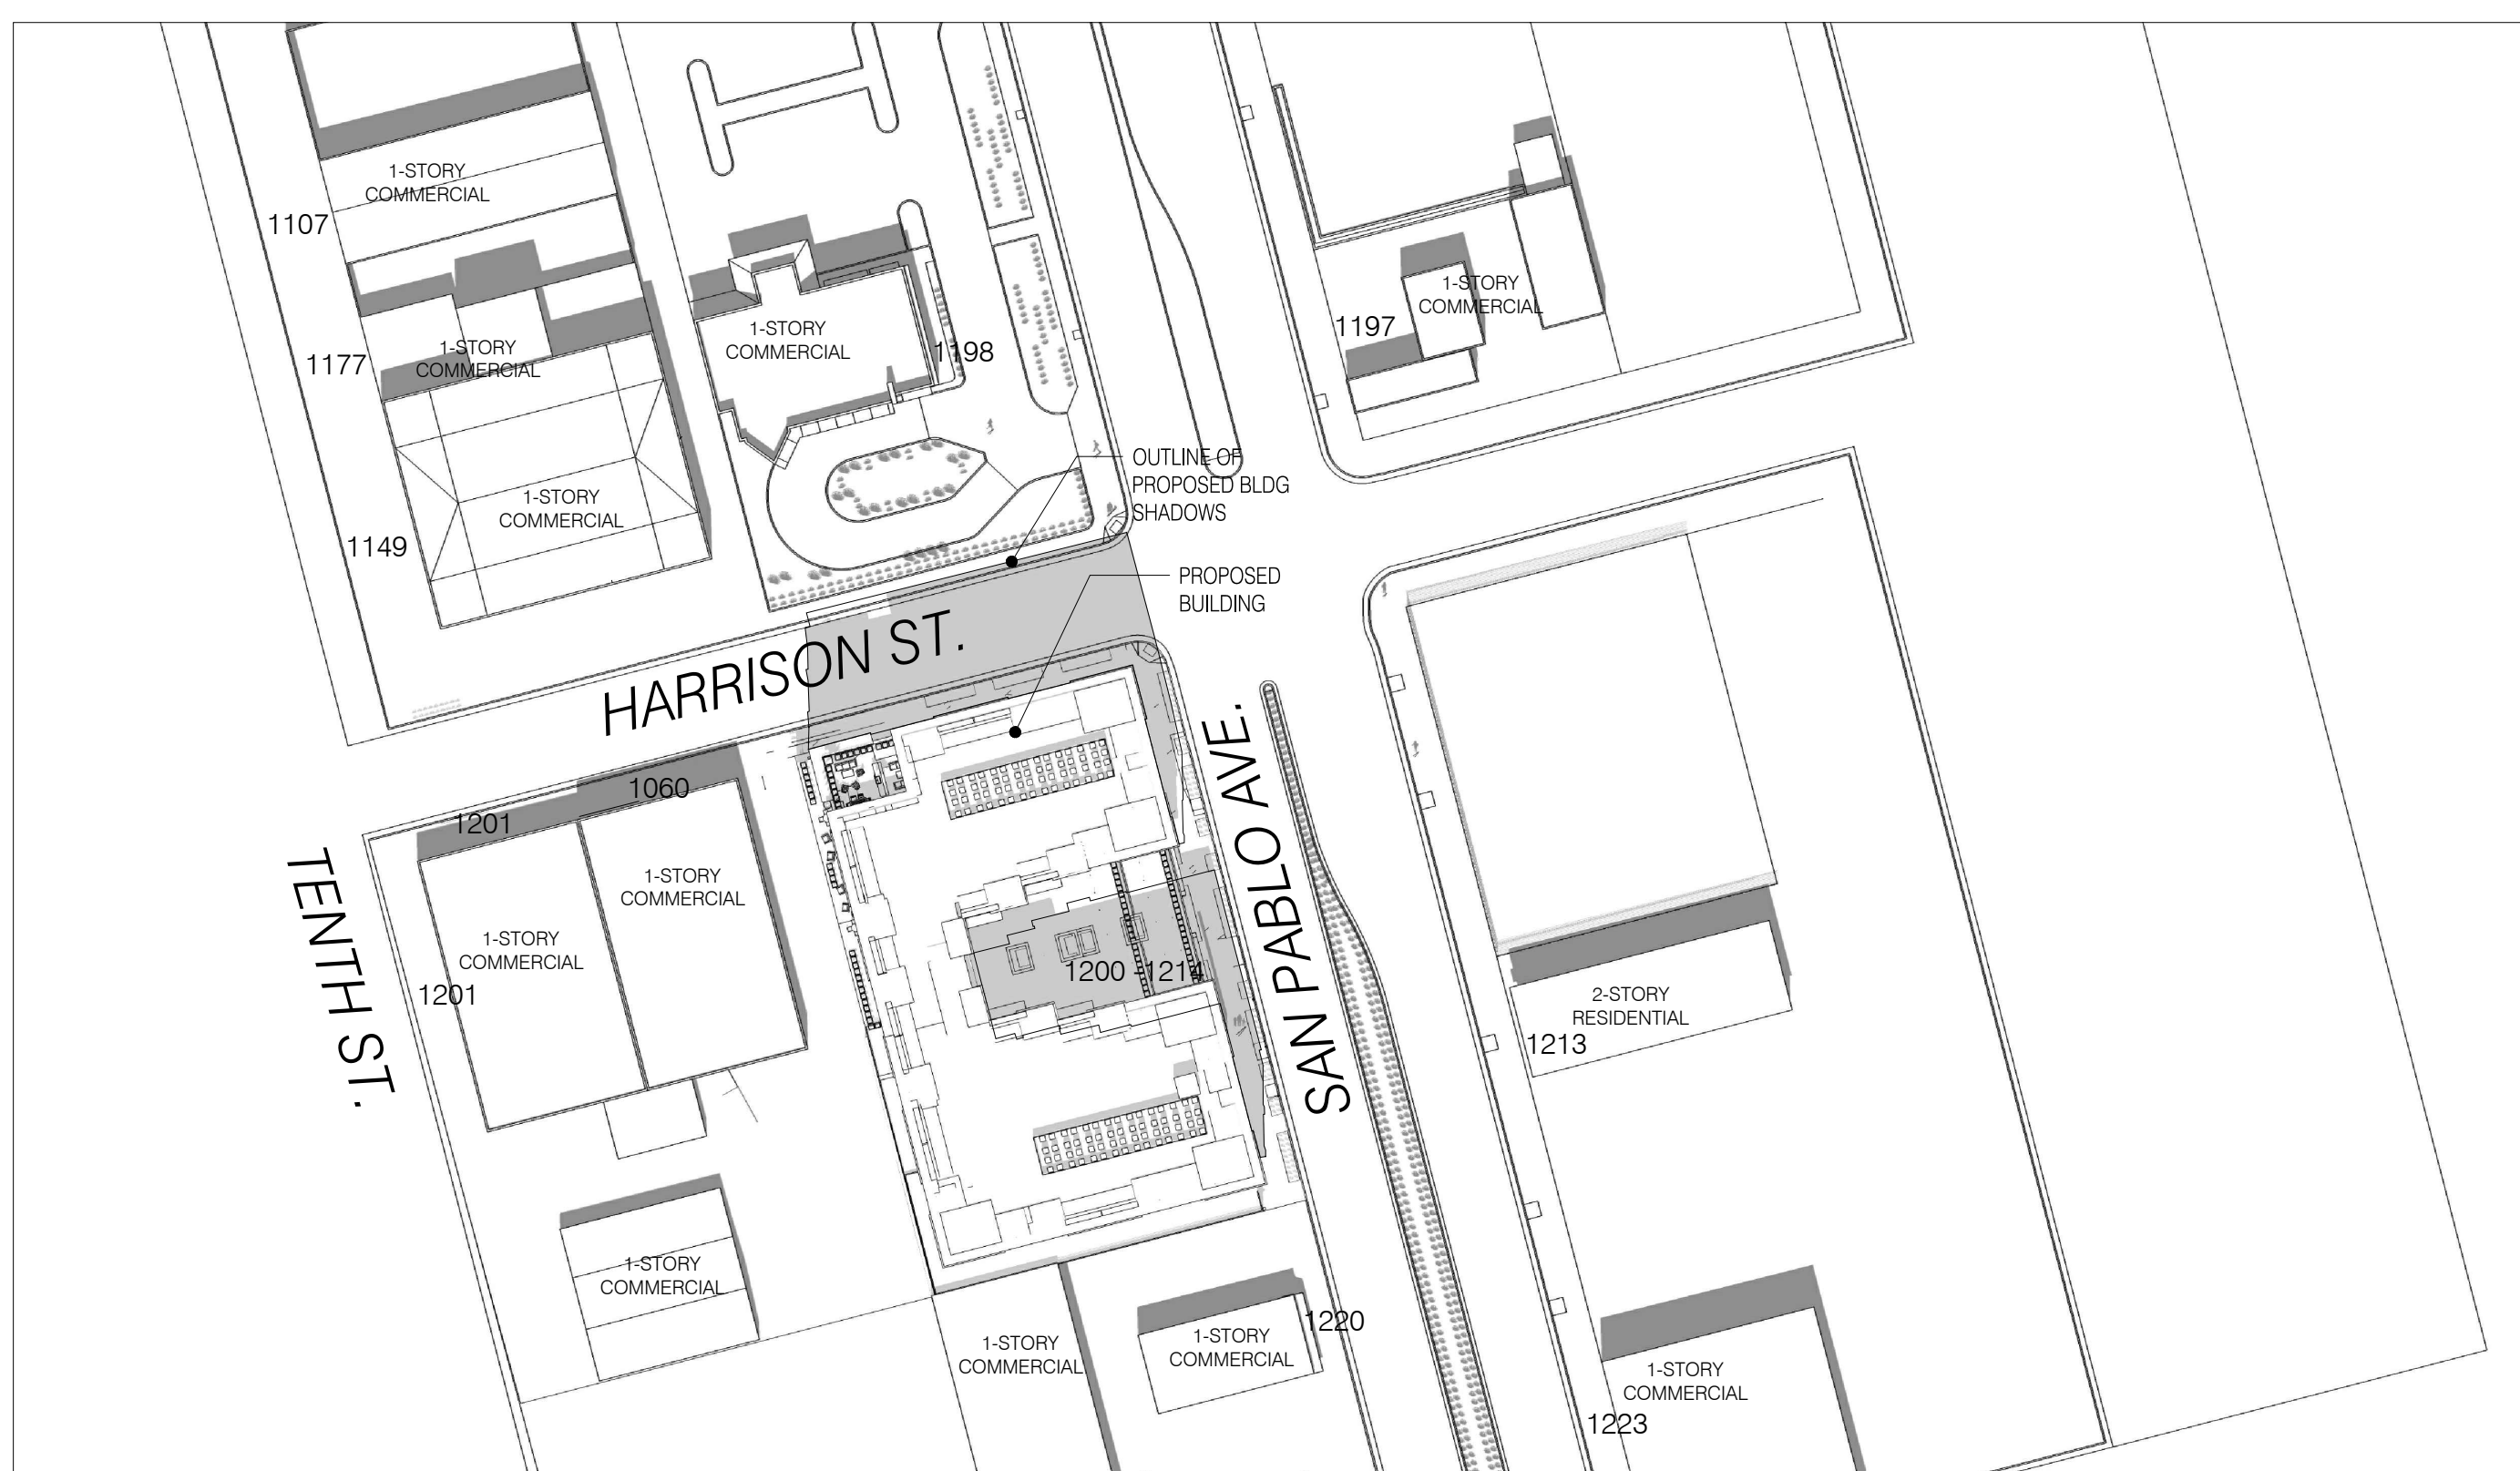 1-STORY
COMMERCIAL
1107
1-STORY
COMMERCIAL
1177
1-STORY
COMMERCIAL
1149
1-STORY
COMMERCIAL
1198
1-STORY
COMMERCIAL
1197
OUTLINE OF
PROPOSED BLDG
SHADOWS
PROPOSED
BUILDING
HARRISON ST.
1060
1201
1-STORY
COMMERCIAL
1-STORY
COMMERCIAL
1201
TENTH ST.
1200 -1214
SAN PABLO AVE.
2-STORY
RESIDENTIAL
1213
1-STORY
COMMERCIAL
1-STORY
COMMERCIAL
1-STORY
COMMERCIAL
1220
1-STORY
COMMERCIAL
1223